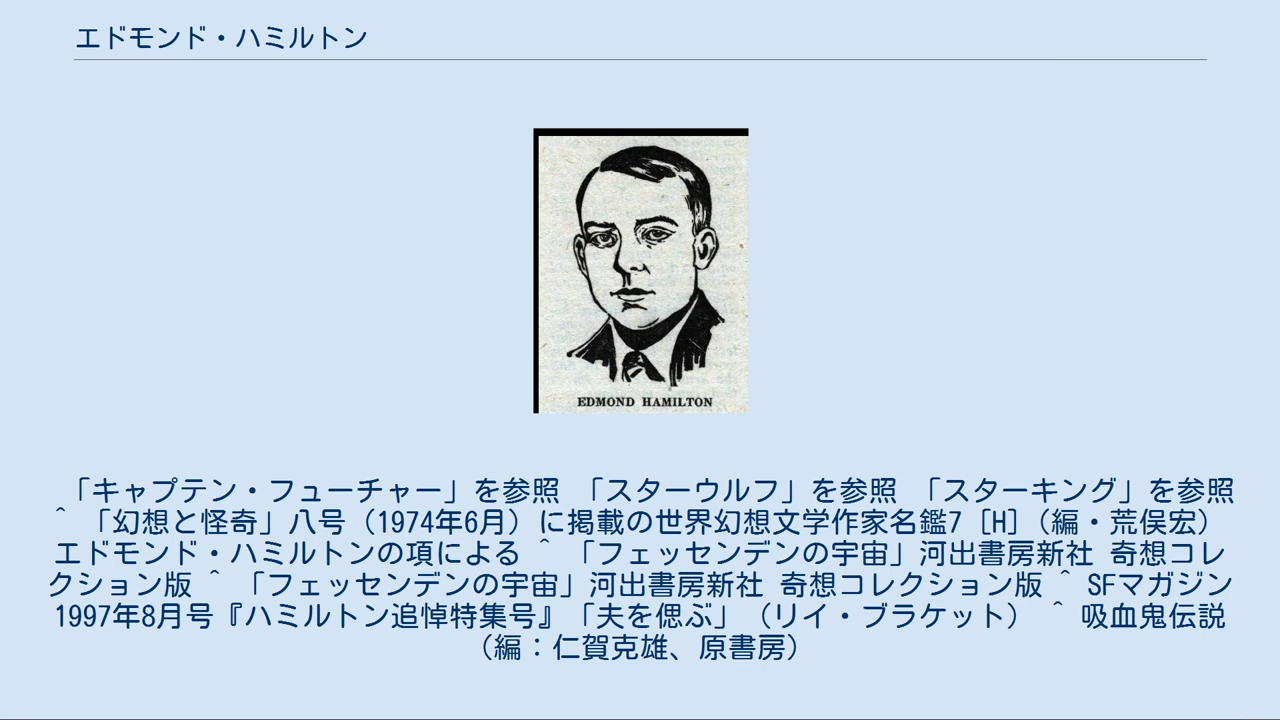 エドモンド・ハミルトン
EDMOND HAMILTON
「キャプテン・フューチャー」を参照 「スターウルフ」を参照 「スターキング」を参照
^ 「幻想と怪奇」八号（1974年6月）に掲載の世界幻想文学作家名鑑7［H］（編・荒俣宏）
エドモンド・ハミルトンの項による ^ 「フェッセンデンの宇宙」河出書房新社 奇想コレ
クション版 ^ 「フェッセンデンの宇宙」河出書房新社 奇想コレクション版 ^ SFマガジン
1997年8月号『ハミルトン追悼特集号』「夫を偲ぶ」（リイ・ブラケット） ^ 吸血鬼伝説
（編：仁賀克雄、原書房）